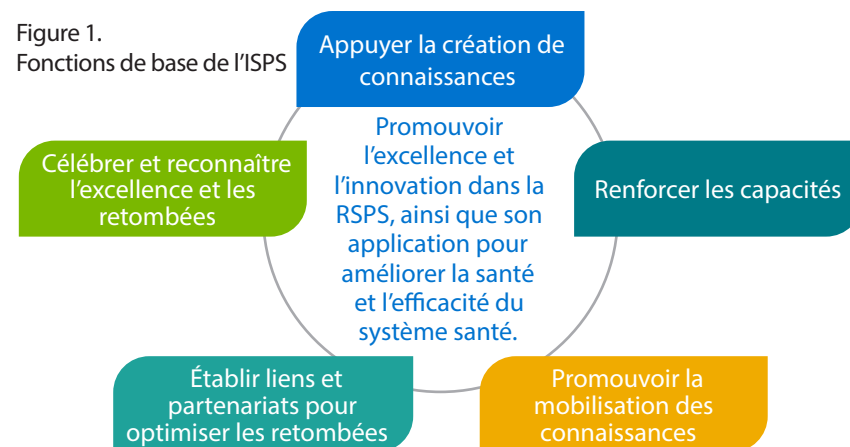 Figure 1.
Fonctions de base de l’ISPS
Appuyer la création de
connaissances
Promouvoir
l’excellence et
l’innovation dans la
RSPS, ainsi que son
application pour
améliorer la santé
et l’efficacité du
système santé.
Renforcer les capacités
Promouvoir la
mobilisation des
connaissances
Établir liens et
partenariats pour
optimiser les retombées
Célébrer et reconnaître
l’excellence et les
retombées